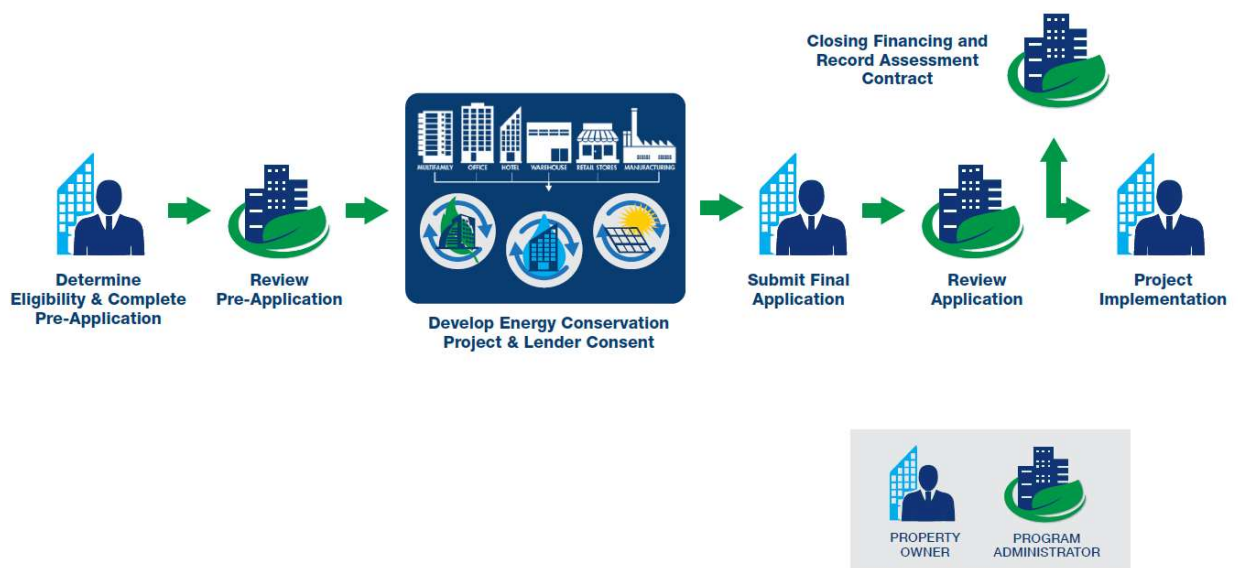 Closing Financing and
Record Assessment
Contract
MULTIFAMILY
OFFICE
HOTEL
WAREHOUSE
RETAIL STORES
MANUFACTURING
Determine
Eligibility & Complete
Pre-Application
Review
Pre-Application
Develop Energy Conservation
Project & Lender Consent
Submit Final
Application
Review
Application
Project
Implementation
PROPERTY
OWNER
PROGRAM
ADMINISTRATOR